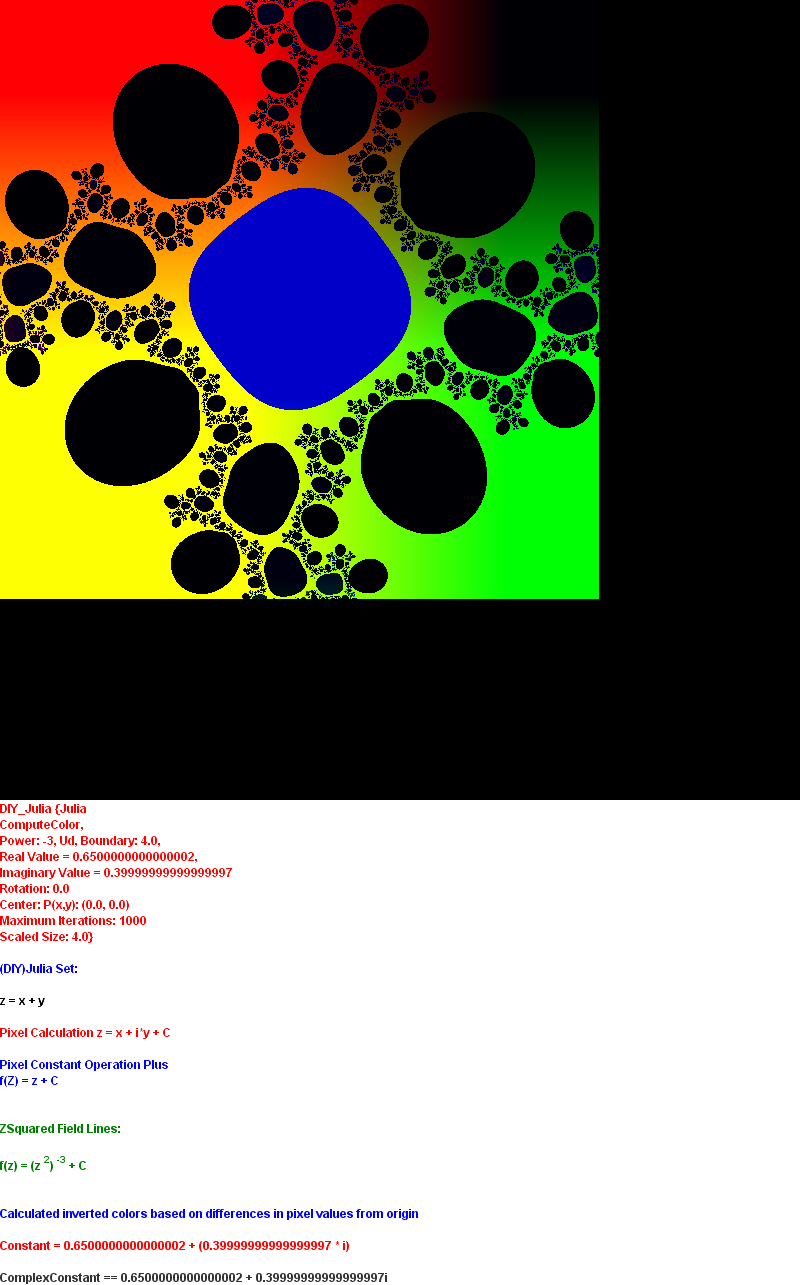 DIY_Julia {Julia
ComputeColor,
Power: -3, Ud, Boundary: 4.0,
Real Value = 0.6500000000000002,
Imaginary Value = 0.39999999999999997
Rotation: 0.0
Center: P(x,y): (0.0, 0.0)
Maximum Iterations: 1000
Scaled Size: 4.0}
(DIY)Julia Set:
z = x + y
Pixel Calculation z = x + i*y + C
Pixel Constant Operation Plus
f(Z) = z + C
ZSquared Field Lines:
f(z) = (z ²) ⁻³ + C
Calculated inverted colors based on differences in pixel values from origin
Constant = 0.6500000000000002 + (0.39999999999999997 * i)
ComplexConstant == 0.6500000000000002 + 0.39999999999999997i